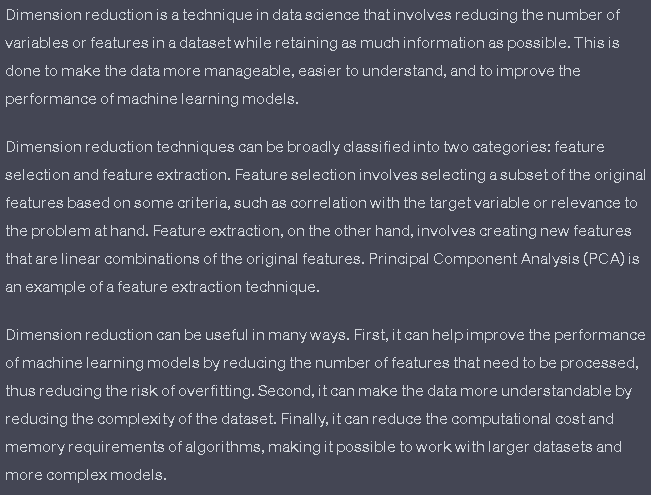 Dimension reduction is a technique in data science that involves reducing the number of
variables or features in a dataset while retaining as much information as possible. This is
done to make the data more manageable, easier to understand, and to improve the
performance of machine learning models.
Dimension reduction techniques can be broadly classified into two categories: feature
selection and feature extraction. Feature selection involves selecting a subset of the original
features based on some criteria, such as correlation with the target variable or relevance to
the problem at hand. Feature extraction, on the other hand, involves creating new features
that are linear combinations of the original features. Principal Component Analysis (PCA) is
an example of a feature extraction technique.
Dimension reduction can be useful in many ways. First, it can help improve the performance
of machine learning models by reducing the number of features that need to be processed,
thus reducing the risk of overfitting. Second, it can make the data more understandable by
reducing the complexity of the dataset. Finally, it can reduce the computational cost and
memory requirements of algorithms, making it possible to work with larger datasets and
more complex models.